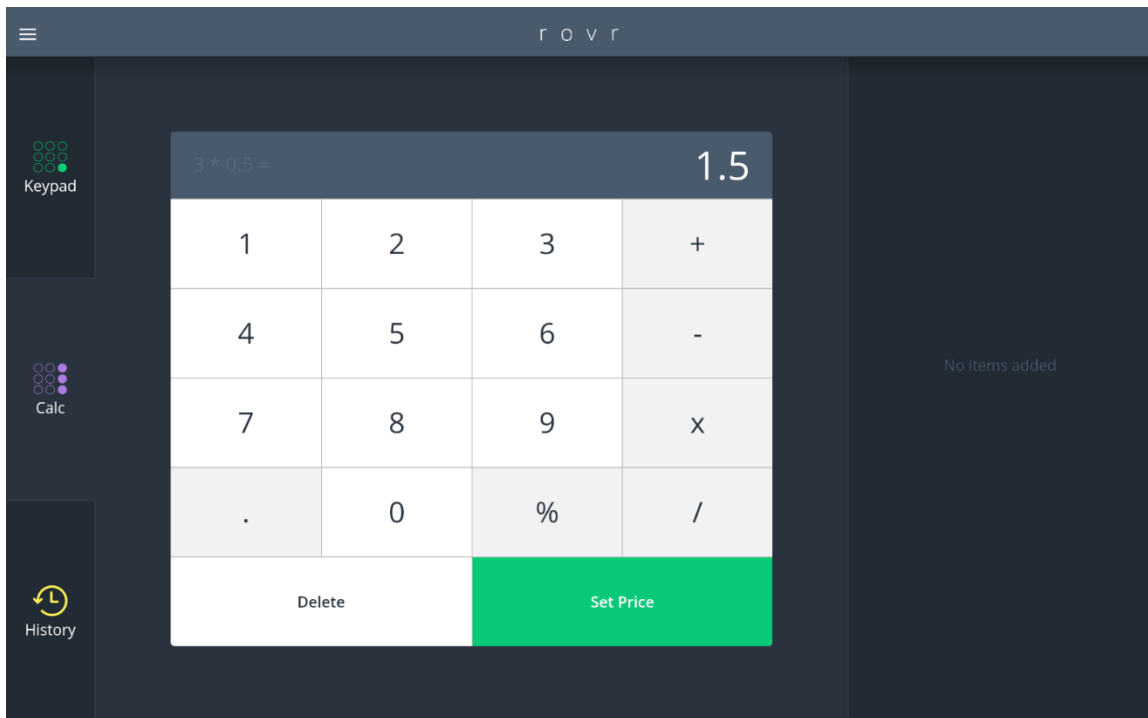 rovr
Keypad
Calc
History
3 * 0.5 =
1.5
1 2 3 +
4 5 6 -
7 8 9 x
. 0 % /
Delete Set Price
No items added